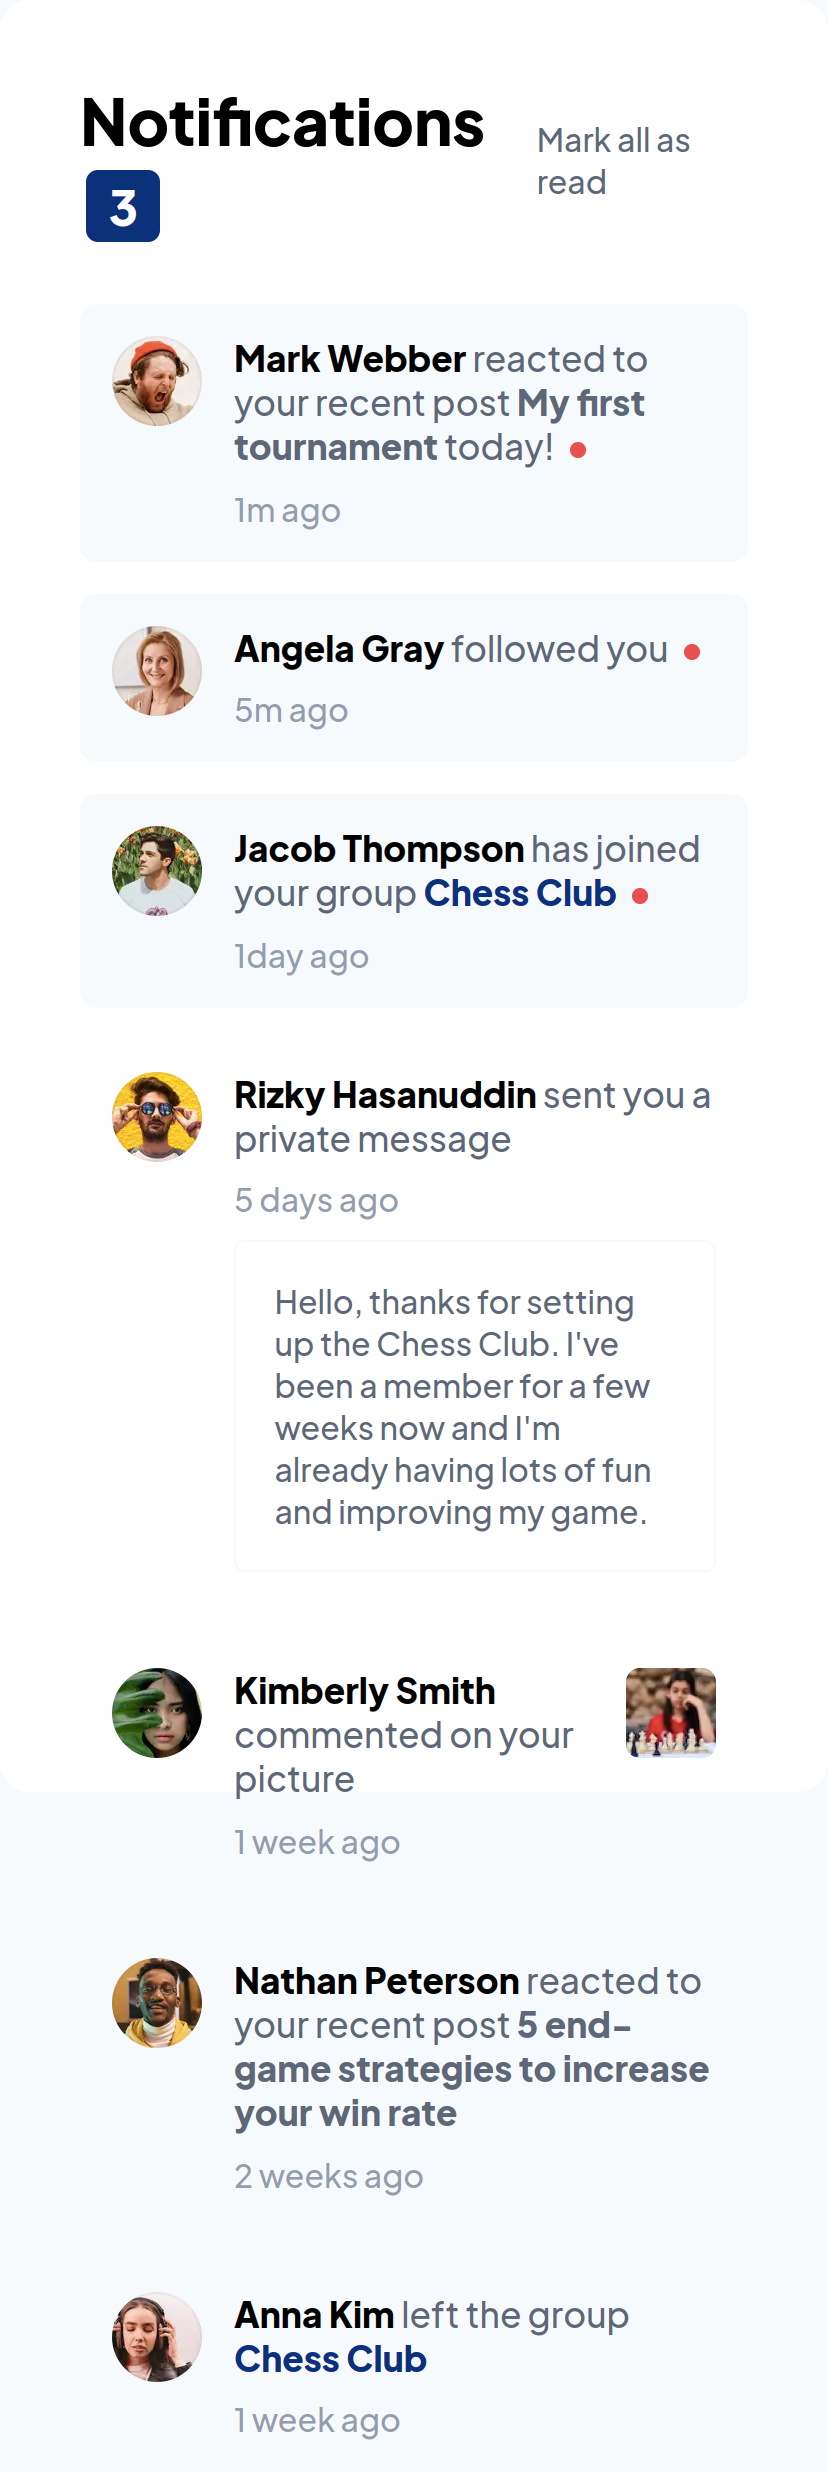 Notifications
3
Mark all as
read
Mark Webber reacted to
your recent post My first
tournament today!
1m ago
Angela Gray followed you
5m ago
Jacob Thompson has joined
your group Chess Club
1day ago
Rizky Hasanuddin sent you a
private message
5 days ago
Hello, thanks for setting
up the Chess Club. I've
been a member for a few
weeks now and I'm
already having lots of fun
and improving my game.
Kimberly Smith
commented on your
picture
1 week ago
Nathan Peterson reacted to
your recent post 5 end-
game strategies to increase
your win rate
2 weeks ago
Anna Kim left the group
Chess Club
1 week ago